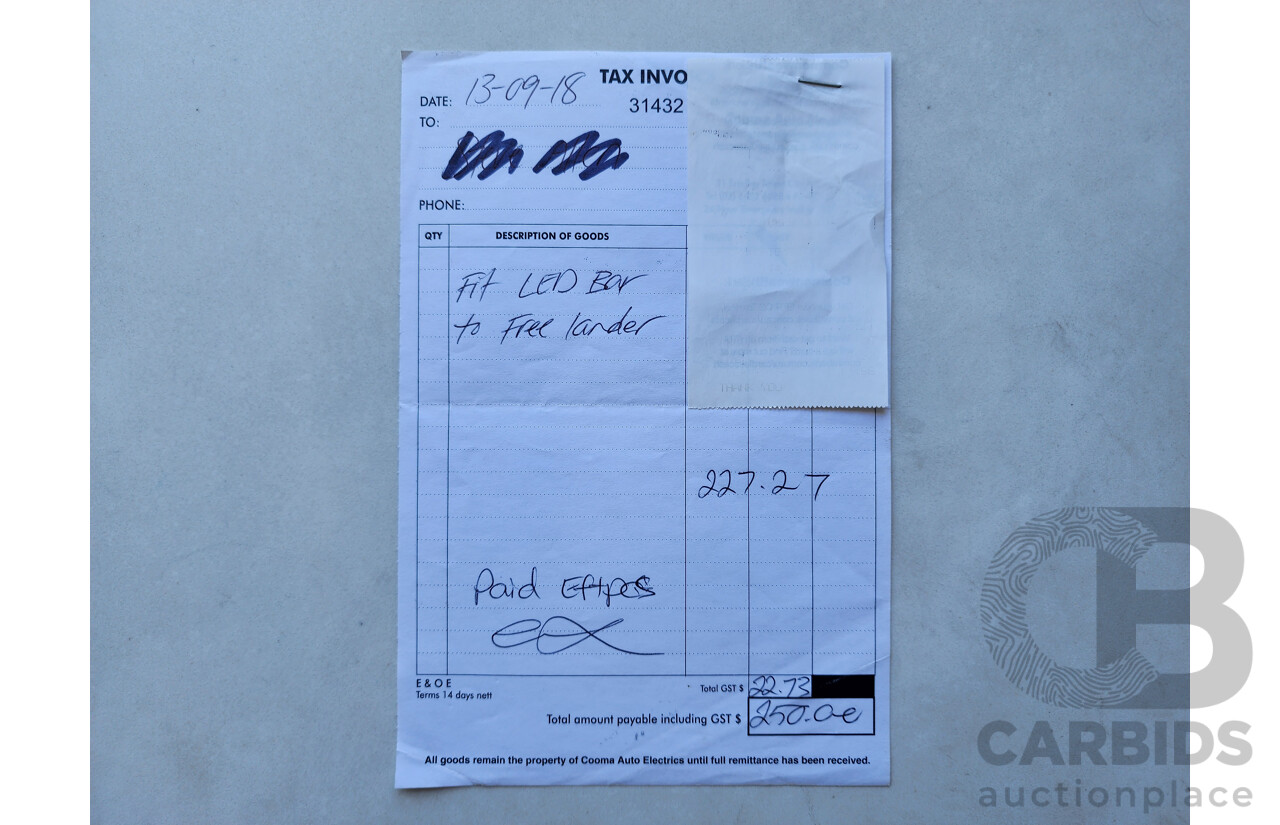 TAX INVO
DATE: 13-09-18
31432
TO:
PHONE:
QTY DESCRIPTION OF GOODS
Fit LED Bar
to Free lander
227.27
Paid Eftpos
E & O E
Terms 14 days nett
Total GST $ 22.73
Total amount payable including GST $ 250.00
All goods remain the property of Cooma Auto Electrics until full remittance has been received.
CB
CARBIDS
auctionplace